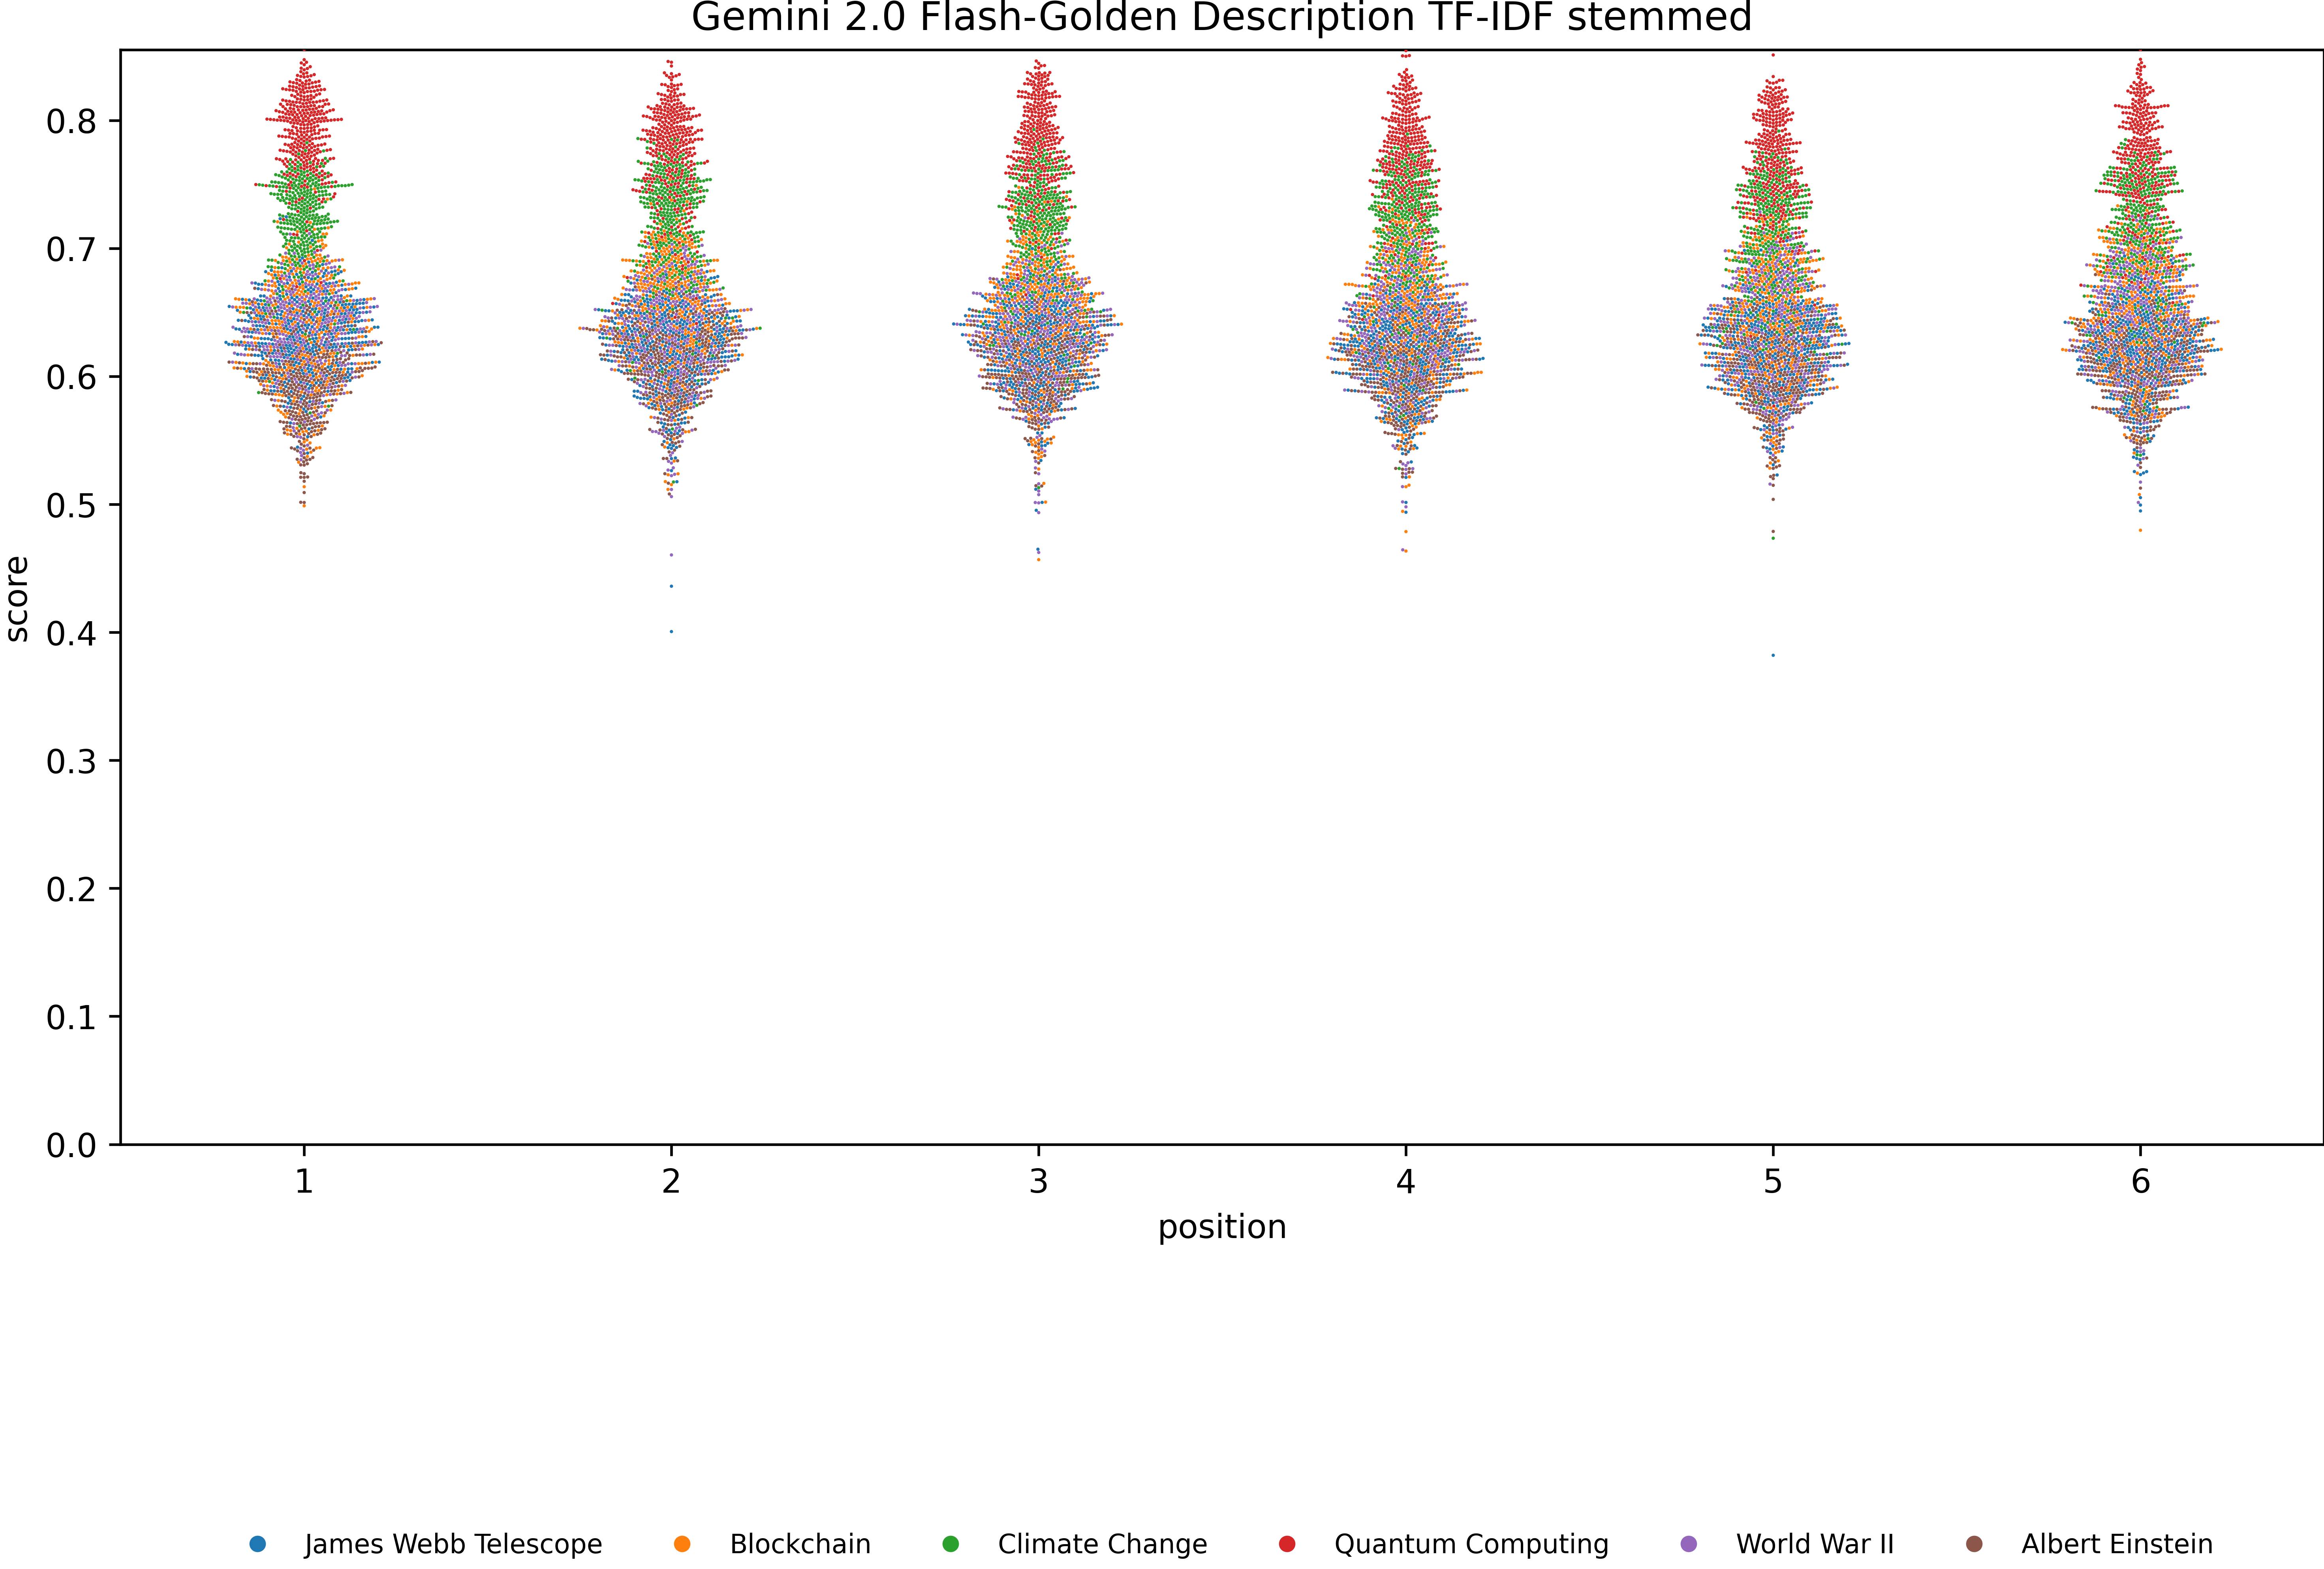 Gemini 2.0 Flash-Golden Description TF-IDF stemmed
0.8
0.7
0.6
0.5
0.4
0.3
0.2
0.1
0.0
score
1 2 3 4 5 6
position
James Webb Telescope Blockchain Climate Change Quantum Computing World War II Albert Einstein